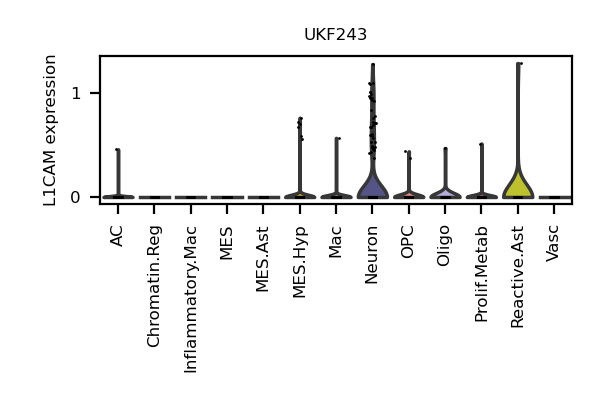 UKF243
L1CAM expression
1
0
AC
Chromatin.Reg
Inflammatory.Mac
MES
MES.Ast
MES.Hyp
Mac
Neuron
OPC
Oligo
Prolif.Metab
Reactive.Ast
Vasc